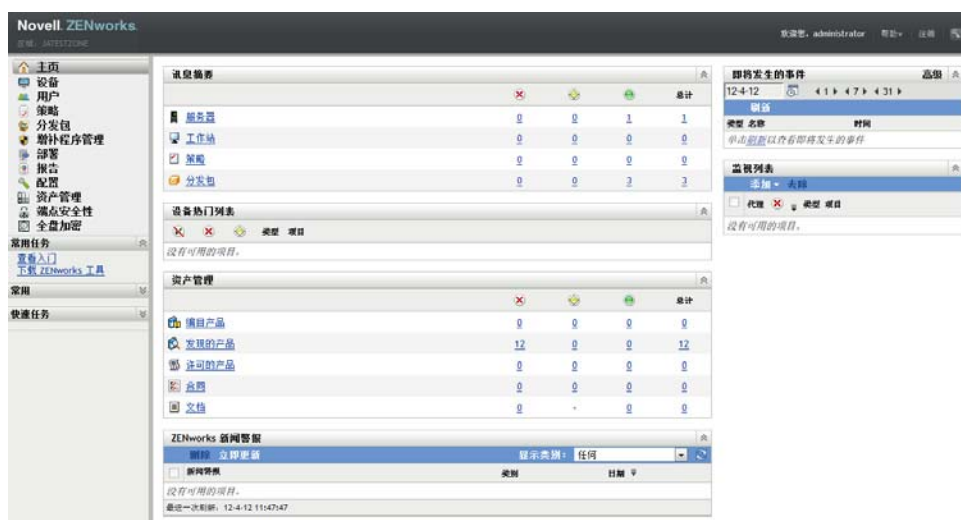 Novell ZENworks.
区域: JATESTZONE
欢迎您, administrator 帮助 注销
主页
设备
用户
策略
分发包
增补程序管理
部署
报告
配置
资产管理
端点安全性
全盘加密
常用任务
查看入门
下载 ZENworks 工具
常用
快速任务
讯息摘要
总计
服务器 0 0 1 1
工作站 0 0 0 0
策略 0 0 0 0
分发包 0 0 3 3
设备热门列表
类型 项目
没有可用的项目。
资产管理
总计
编目产品 0 0 0 0
发现的产品 12 0 0 12
许可的产品 0 0 0 0
合同 0 0 0 0
文档 0 - 0 0
ZENworks 新闻警报
删除 立即更新 显示类别: 任何
新闻警报 类别 日期
没有可用的项目。
最近一次刷新: 12-4-12 11:47:47
即将发生的事件 高级
12-4-12 1 7 31
刷新
类型 名称 时间
单击刷新以查看即将发生的事件
监视列表
添加 去除
代理 类型 项目
没有可用的项目。